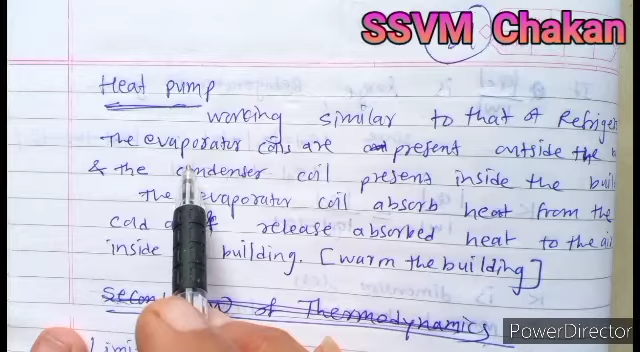 SSVM Chakan
Heat pump
working similar to that of Refrige
The evaporator coils are present outside the
& the condenser coil present inside the buil
the evaporator coil absorb heat from the
cold release absorbed heat to the ai
inside building. [warm the building]
Thermodynamics
PowerDirector
Limi